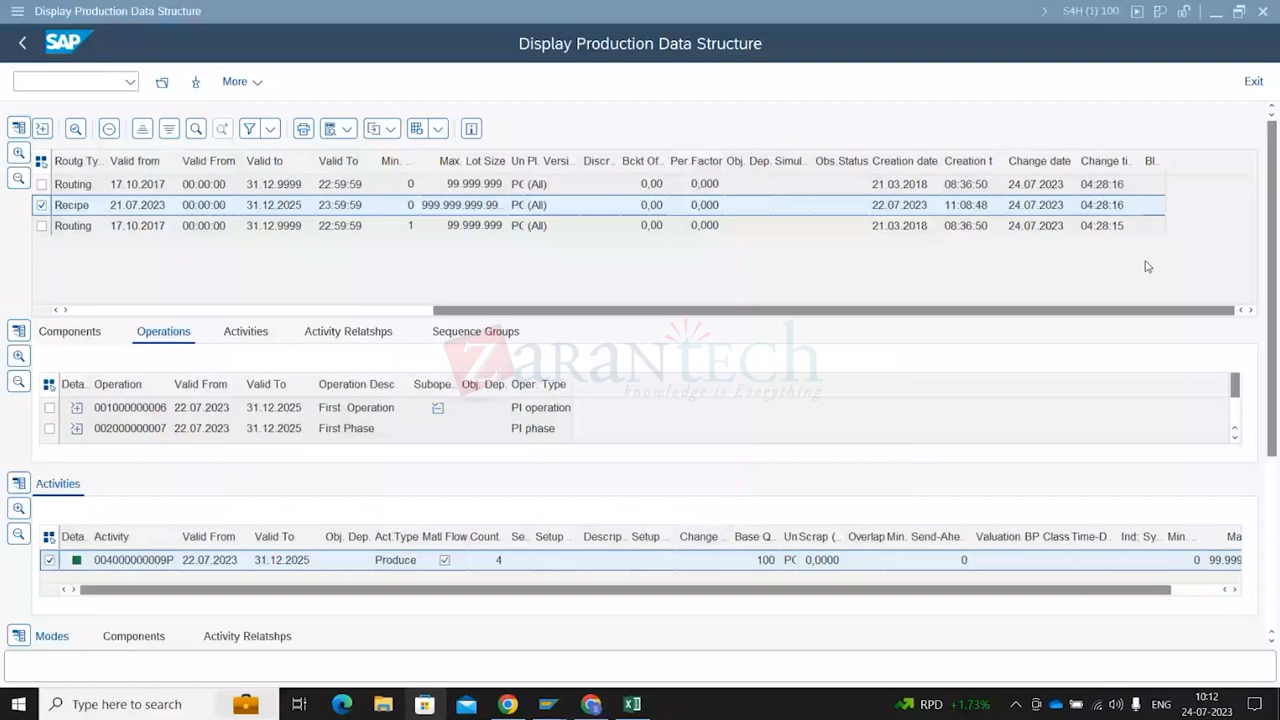 Display Production Data Structure
S4H (1) 100
SAP
Display Production Data Structure
More
Exit
Routg Ty... Valid from Valid From Valid to Valid To Min. ... Max. Lot Size Un Pl. Versi... Discr... Bckt Of... Per.Factor Obj. Dep. Simul... Obs.Status Creation date Creation t Change date Change ti... Bl...
Routing 17.10.2017 00:00:00 31.12.9999 22:59:59 0 99.999.999 PC (All) 0,00 0,000 21.03.2018 08:36:50 24.07.2023 04:28:16
Recipe 21.07.2023 00:00:00 31.12.2025 23:59:59 0 999.999.999.99... PC (All) 0,00 0,000 22.07.2023 11:08:48 24.07.2023 04:28:16
Routing 17.10.2017 00:00:00 31.12.9999 22:59:59 1 99.999.999 PC (All) 0,00 0,000 21.03.2018 08:36:50 24.07.2023 04:28:15
Components Operations Activities Activity Relatshps Sequence Groups
zarantech
knowledge is Everything
Deta... Operation Valid From Valid To Operation Desc Subope... Obj. Dep. Oper Type
001000000006 22.07.2023 31.12.2025 First Operation PI operation
002000000007 22.07.2023 31.12.2025 First Phase PI phase
Activities
Deta... Activity Valid From Valid To Obj. Dep. Act.Type Matl Flow Count... Se... Setup ... Descrip... Setup ... Change ... Base Q... Un Scrap (... Overlap Min. Send-Ahe... Valuation BP Class Time-D... Ind: Sy... Min. ... Ma
004000000009P 22.07.2023 31.12.2025 Produce 4 100 PC 0,0000 0 0 99.999
Modes Components Activity Relatshps
Type here to search
RPD +1.73%
ENG
10:12
24-07-2023